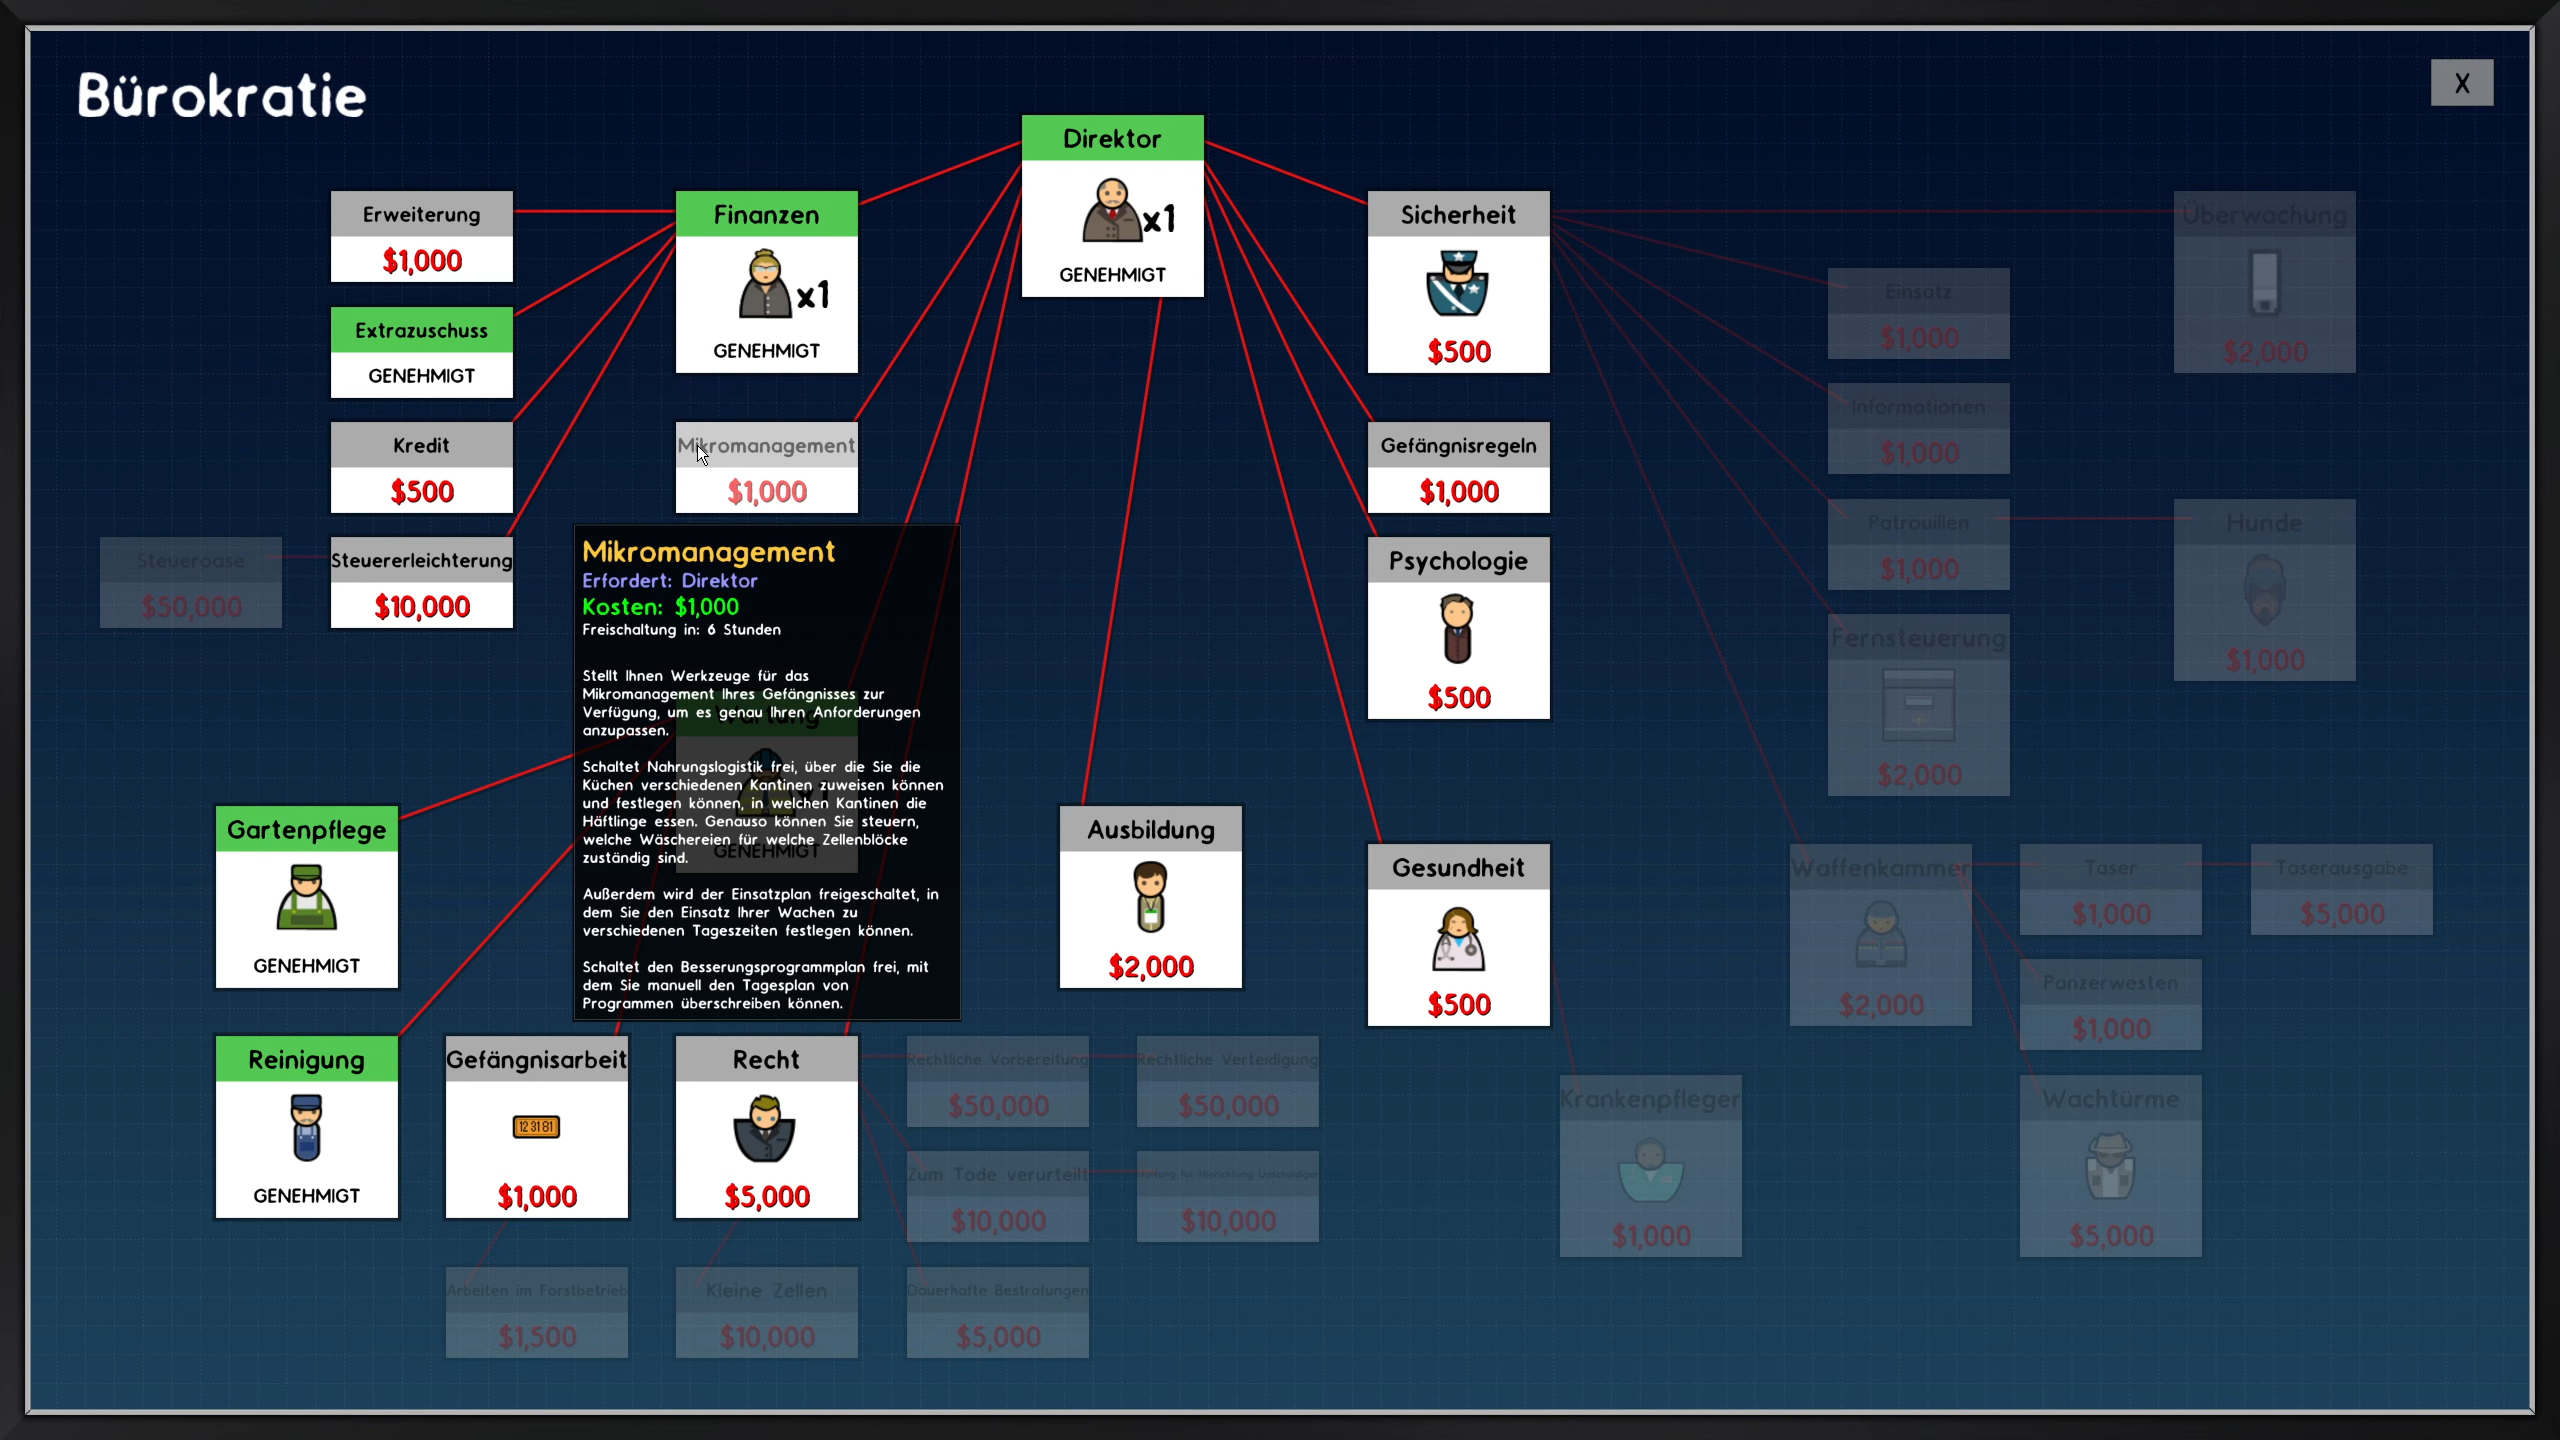 Bürokratie
X
Direktor
x1
GENEHMIGT
Erweiterung
$1,000
Finanzen
x1
GENEHMIGT
Sicherheit
$500
Überwachung
$2,000
Extrazuschuss
GENEHMIGT
Einsatz
$1,000
Kredit
$500
Mikromanagement
$1,000
Gefängnisregeln
$1,000
Informationen
$1,000
Steueroase
$50,000
Steuererleichterung
$10,000
Psychologie
$500
Patrouillen
$1,000
Hunde
$1,000
Fernsteuerung
$2,000
Mikromanagement
Erfordert: Direktor
Kosten: $1,000
Freischaltung in: 6 Stunden
Stellt Ihnen Werkzeuge für das
Mikromanagement Ihres Gefängnisses zur
Verfügung, um es genau Ihren Anforderungen
anzupassen.
Schaltet Nahrungslogistik frei, über die Sie die
Küchen verschiedenen Kantinen zuweisen können
und festlegen können, in welchen Kantinen die
Häftlinge essen. Genauso können Sie steuern,
welche Wäschereien für welche Zellenblöcke
zuständig sind.
Außerdem wird der Einsatzplan freigeschaltet, in
dem Sie den Einsatz Ihrer Wachen zu
verschiedenen Tageszeiten festlegen können.
Schaltet den Besserungsprogrammplan frei, mit
dem Sie manuell den Tagesplan von
Programmen überschreiben können.
Wartung
x1
GENEHMIGT
Gartenpflege
GENEHMIGT
Ausbildung
$2,000
Gesundheit
$500
Waffenkammer
$2,000
Taser
$1,000
Taserausgabe
$5,000
Panzerwesten
$1,000
Reinigung
GENEHMIGT
Gefängnisarbeit
12 31 81
$1,000
Recht
$5,000
Rechtliche Vorbereitung
$50,000
Rechtliche Verteidigung
$50,000
Krankenpfleger
$1,000
Wachtürme
$5,000
Zum Tode verurteilt
$10,000
Haftung für Hinrichtung Unschuldiger
$10,000
Arbeiten im Forstbetrieb
$1,500
Kleine Zellen
$10,000
Dauerhafte Bestrafungen
$5,000